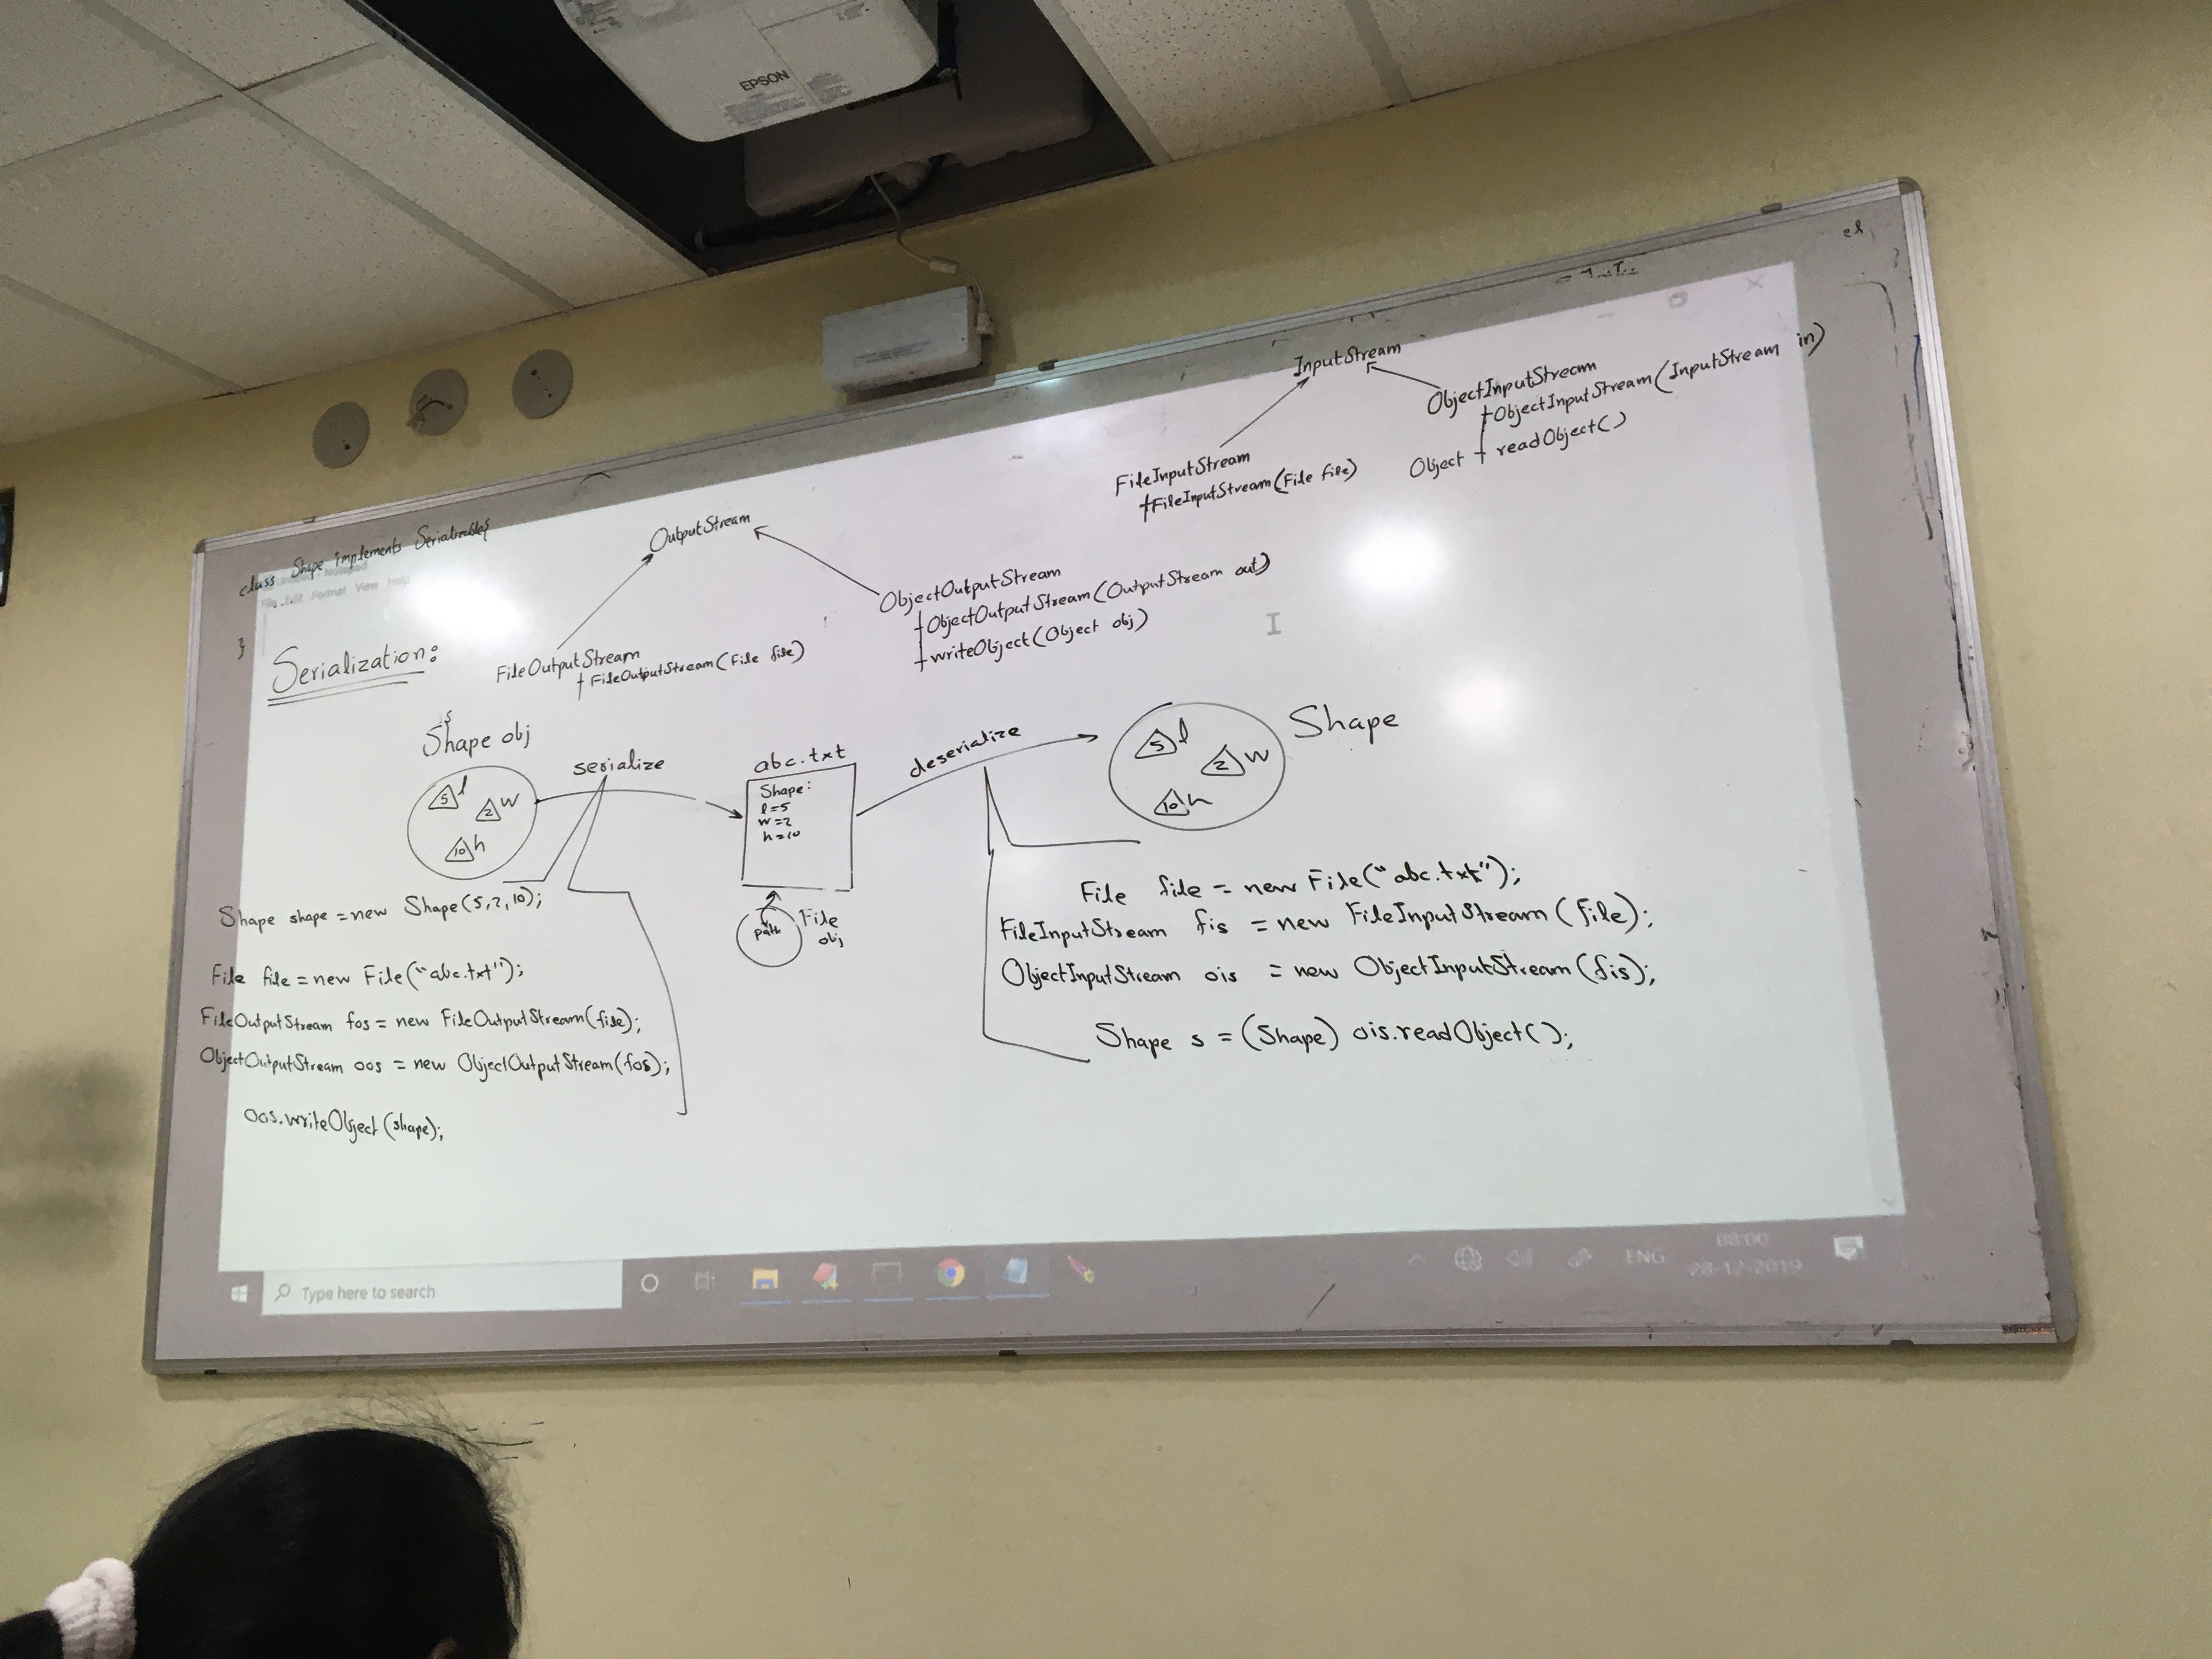 EPSON
InputStream
ObjectInputStream
ObjectInputStream(InputStream in)
Object readObject()
FileInputStream
FileInputStream(File file)
class Shape implements Serializable{
Notepad
File Edit Format View Help
}
OutputStream
ObjectOutputStream
ObjectOutputStream(OutputStream out)
writeObject(Object obj)
FileOutputStream
FileOutputStream(File file)
Serialization:
Shape obj
5 l
2 w
10 h
serialize
abc.txt
Shape:
l=5
w=2
h=10
path
File
obj
deserialize
Shape
5 l
2 w
10 h
Shape shape = new Shape(5,2,10);
File file = new File("abc.txt");
FileOutputStream fos = new FileOutputStream(file);
ObjectOutputStream oos = new ObjectOutputStream(fos);
oos.writeObject(shape);
File file = new File("abc.txt");
FileInputStream fis = new FileInputStream(file);
ObjectInputStream ois = new ObjectInputStream(fis);
Shape s = (Shape) ois.readObject();
Type here to search
ENG
08:00
28-12-2019